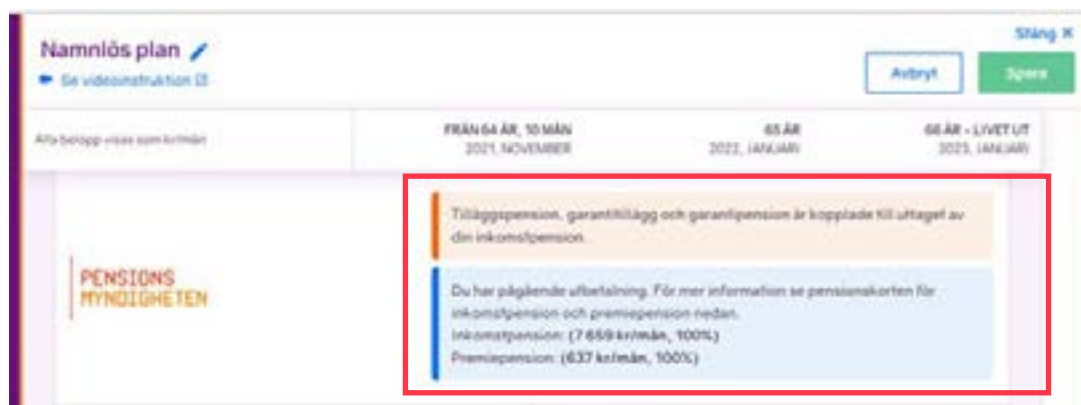 Stäng ✕
Namnlös plan
Se videoinstruktion
Avbryt
Spara
Alla belopp visas som kr/mån
FRÅN 64 ÅR, 10 MÅN
2021, NOVEMBER
65 ÅR
2022, JANUARI
66 ÅR - LIVET UT
2023, JANUARI
Tilläggspension, garantitillägg och garantipension är kopplade till uttaget av
din inkomstpension.
PENSIONS
MYNDIGHETEN
Du har pågående utbetalning. För mer information se pensionskorten för
inkomstpension och premiepension nedan.
Inkomstpension: (7 659 kr/mån, 100%)
Premiepension: (637 kr/mån, 100%)